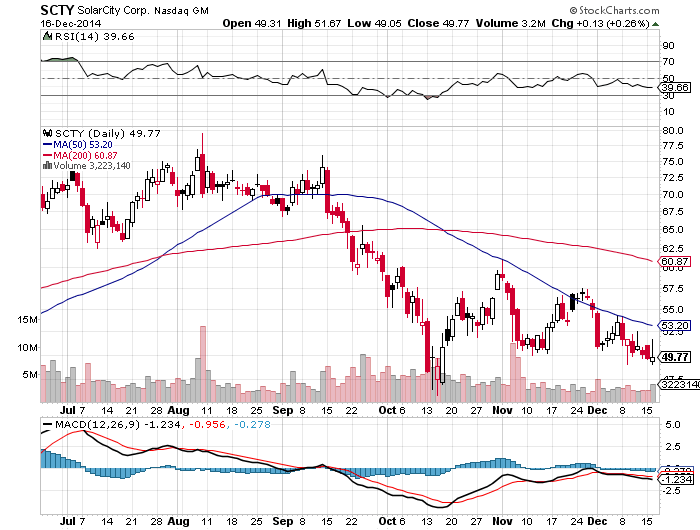 SCTY SolarCity Corp. Nasdaq GM © StockCharts.com
16-Dec-2014 Open 49.31 High 51.67 Low 49.05 Close 49.77 Volume 3.2M Chg +0.13 (+0.26%)
RSI(14) 39.66
90
70
50
39.66
30
10
SCTY (Daily) 49.77
MA(50) 53.20
MA(200) 60.87
Volume 3,223,140
80.0
77.5
75.0
72.5
70.0
67.5
65.0
62.5
60.87
57.5
55.0
53.20
49.77
3223140
15M
10M
5M
Jul 7 14 21 28 Aug 11 18 25 Sep 8 15 22 Oct 6 13 20 27 Nov 10 17 24 Dec 8 15
MACD(12,26,9) -1.234, -0.956, -0.278
5.0
2.5
-1.234
-2.5
-5.0
Jul 7 14 21 28 Aug 11 18 25 Sep 8 15 22 Oct 6 13 20 27 Nov 10 17 24 Dec 8 15